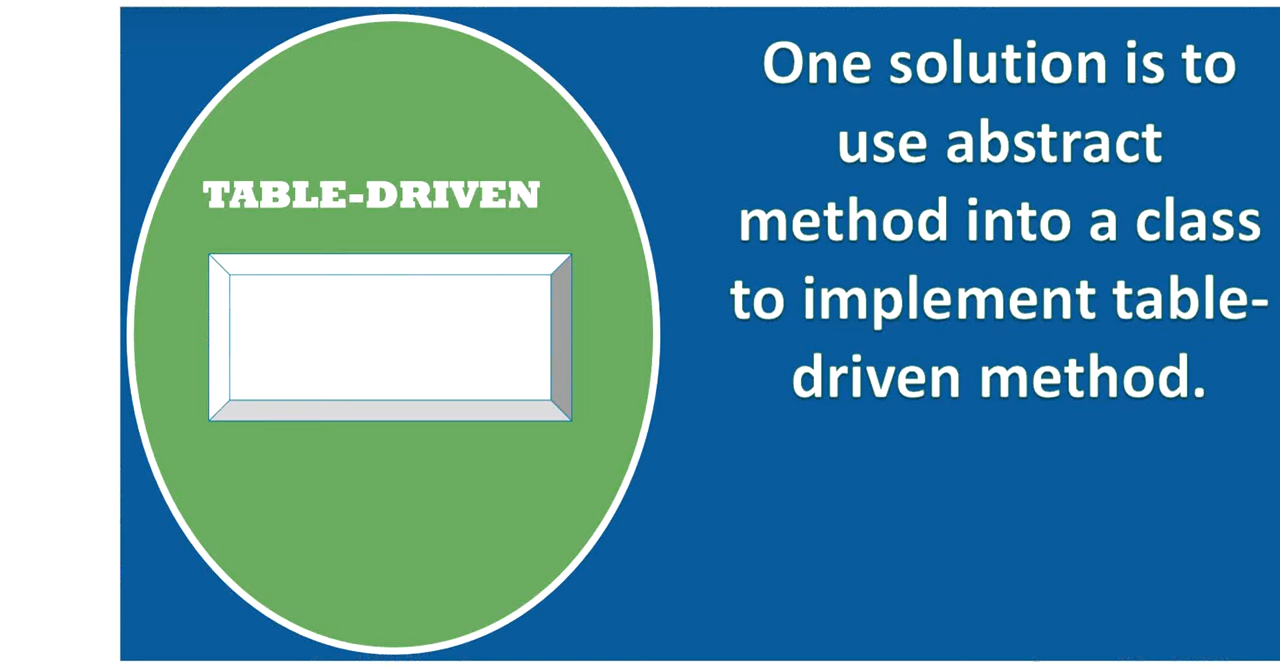 TABLE-DRIVEN
One solution is to
use abstract
method into a class
to implement table-
driven method.